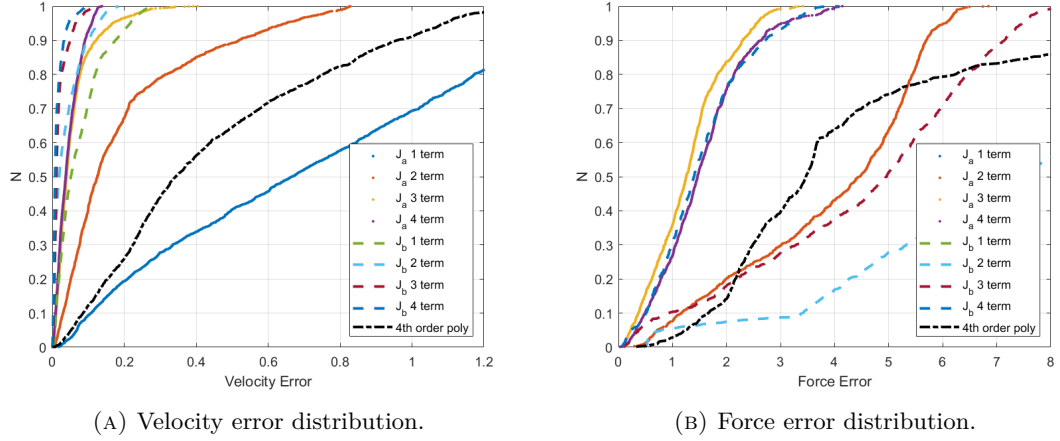 1
0.9
0.8
0.7
0.6
0.5
0.4
0.3
0.2
0.1
0
N
0 0.2 0.4 0.6 0.8 1 1.2
Velocity Error
J_a 1 term
J_a 2 term
J_a 3 term
J_a 4 term
J_b 1 term
J_b 2 term
J_b 3 term
J_b 4 term
4th order poly
(A) Velocity error distribution.
1
0.9
0.8
0.7
0.6
0.5
0.4
0.3
0.2
0.1
0
N
0 1 2 3 4 5 6 7 8
Force Error
J_a 1 term
J_a 2 term
J_a 3 term
J_a 4 term
J_b 1 term
J_b 2 term
J_b 3 term
J_b 4 term
4th order poly
(B) Force error distribution.